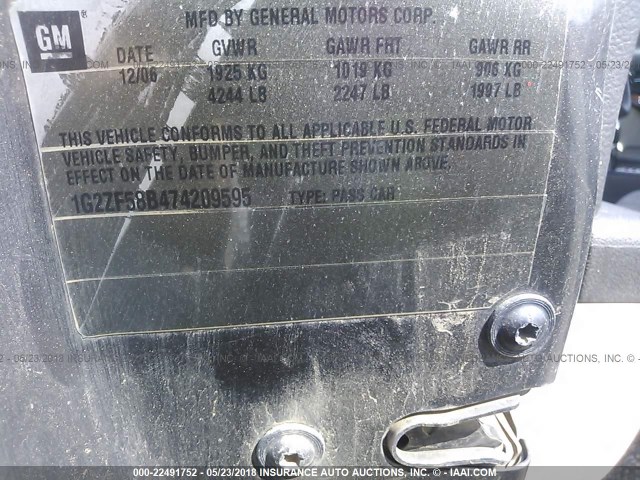 MFD BY GENERAL MOTORS CORP.
GM
DATE GVWR GAWR FRT GAWR RR
12/06 1925 KG 1019 KG 906 KG
4244 LB 2247 LB 1997 LB
THIS VEHICLE CONFORMS TO ALL APPLICABLE U.S. FEDERAL MOTOR
VEHICLE SAFETY, BUMPER, AND THEFT PREVENTION STANDARDS IN
EFFECT ON THE DATE OF MANUFACTURE SHOWN ABOVE.
1G2ZF58B474209595 TYPE: PASS CAR
000-22491752 - 05/23/2018 INSURANCE AUTO AUCTIONS, INC. © - IAAI.COM